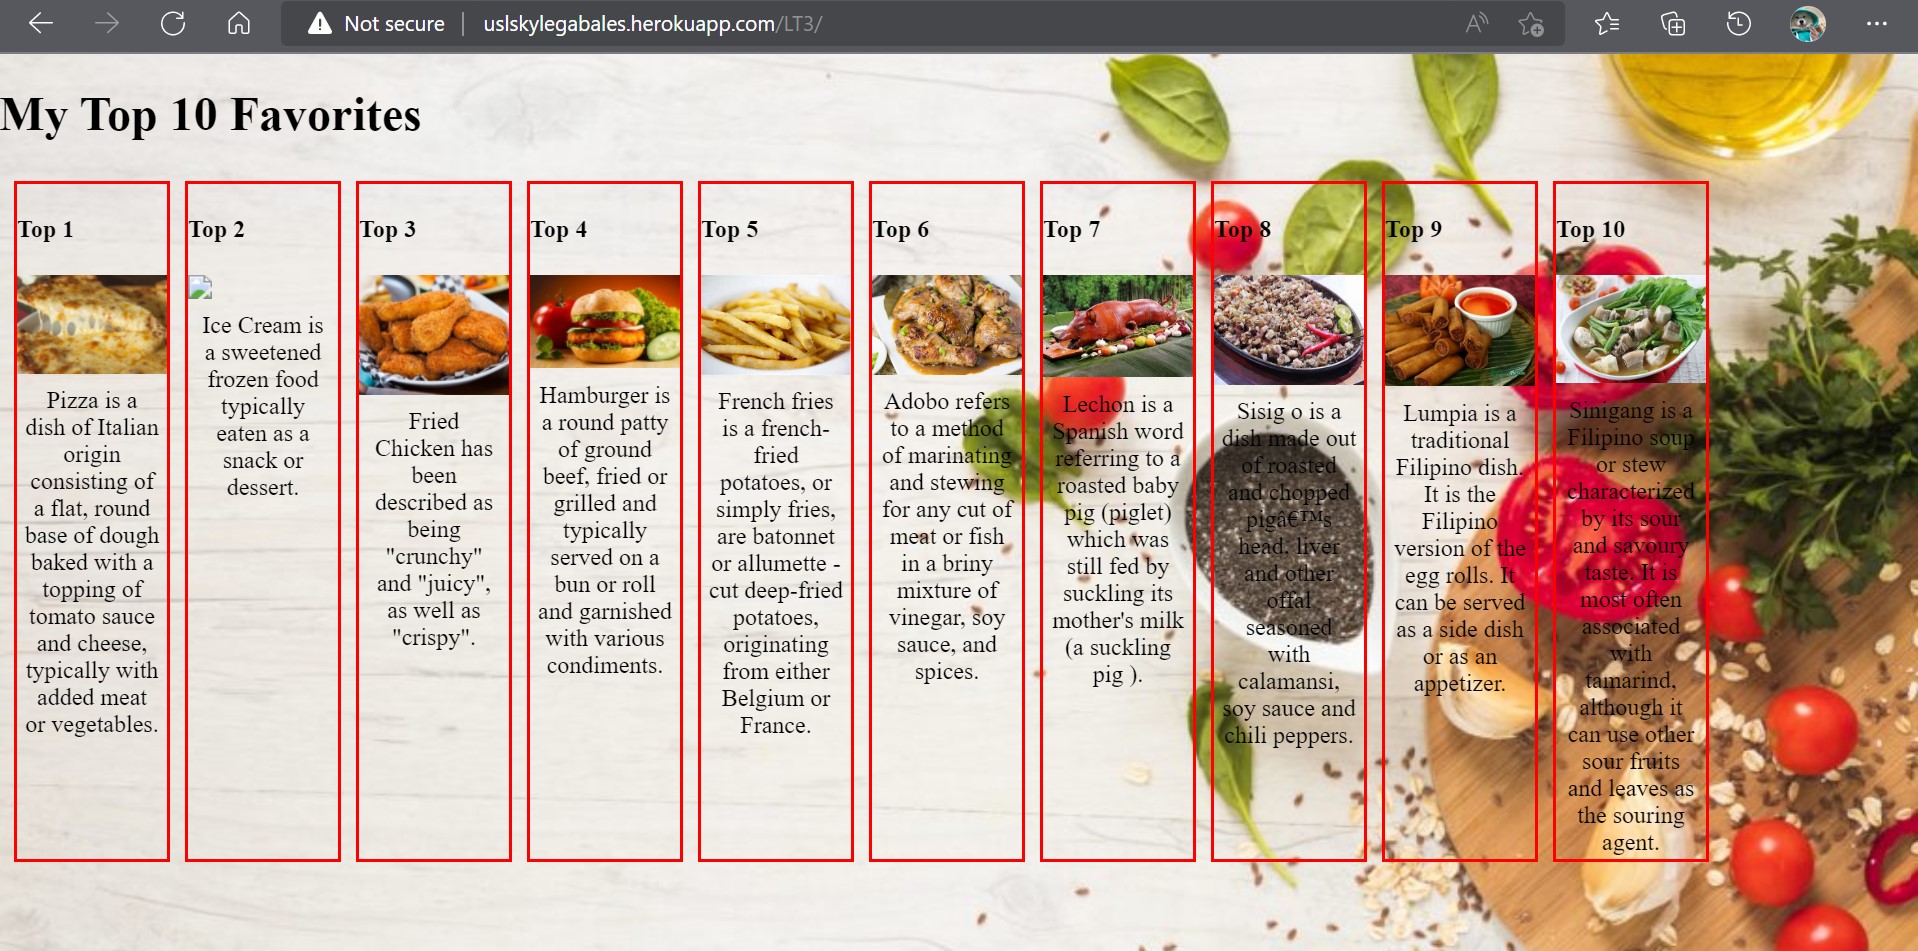 Not secure
uslskylegabales.herokuapp.com/LT3/
My Top 10 Favorites
Top 1
Pizza is a
dish of Italian
origin
consisting of
a flat, round
base of dough
baked with a
topping of
tomato sauce
and cheese,
typically with
added meat
or vegetables.
Top 2
Ice Cream is
a sweetened
frozen food
typically
eaten as a
snack or
dessert.
Top 3
Fried
Chicken has
been
described as
being
"crunchy"
and "juicy",
as well as
"crispy".
Top 4
Hamburger is
a round patty
of ground
beef, fried or
grilled and
typically
served on a
bun or roll
and garnished
with various
condiments.
Top 5
French fries
is a french-
fried
potatoes, or
simply fries,
are batonnet
or allumette -
cut deep-fried
potatoes,
originating
from either
Belgium or
France.
Top 6
Adobo refers
to a method
of marinating
and stewing
for any cut of
meat or fish
in a briny
mixture of
vinegar, soy
sauce, and
spices.
Top 7
Lechon is a
Spanish word
referring to a
roasted baby
pig (piglet)
which was
still fed by
suckling its
mother's milk
(a suckling
pig ).
Top 8
Sisig o is a
dish made out
of roasted
and chopped
pigâ€™s
head, liver
and other
offal
seasoned
with
calamansi,
soy sauce and
chili peppers.
Top 9
Lumpia is a
traditional
Filipino dish.
It is the
Filipino
version of the
egg rolls. It
can be served
as a side dish
or as an
appetizer.
Top 10
Sinigang is a
Filipino soup
or stew
characterized
by its sour
and savoury
taste. It is
most often
associated
with
tamarind,
although it
can use other
sour fruits
and leaves as
the souring
agent.